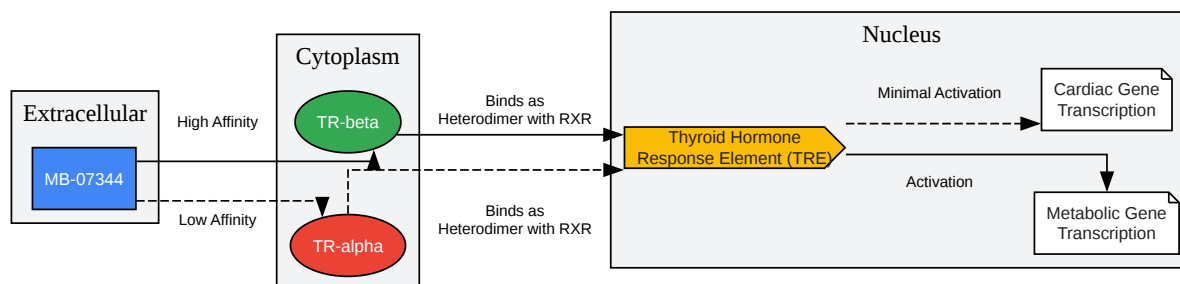 Extracellular
MB-07344
High Affinity
Low Affinity
Cytoplasm
TR-beta
TR-alpha
Binds as
Heterodimer with RXR
Binds as
Heterodimer with RXR
Nucleus
Thyroid Hormone
Response Element (TRE)
Minimal Activation
Activation
Cardiac Gene
Transcription
Metabolic Gene
Transcription